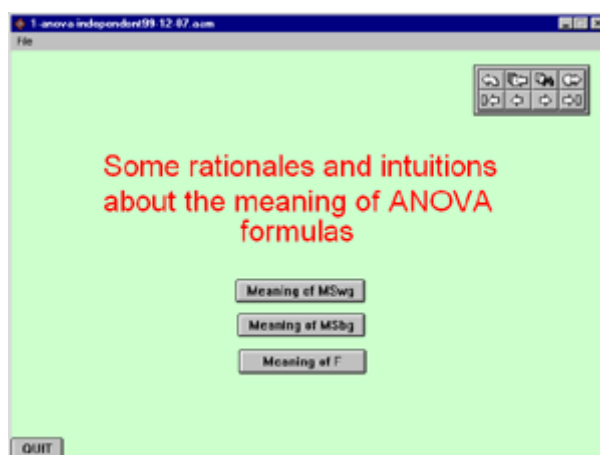 1-anova-independent99-12-07.asm
File
Some rationales and intuitions
about the meaning of ANOVA
formulas
Meaning of MSwg
Meaning of MSbg
Meaning of F
QUIT